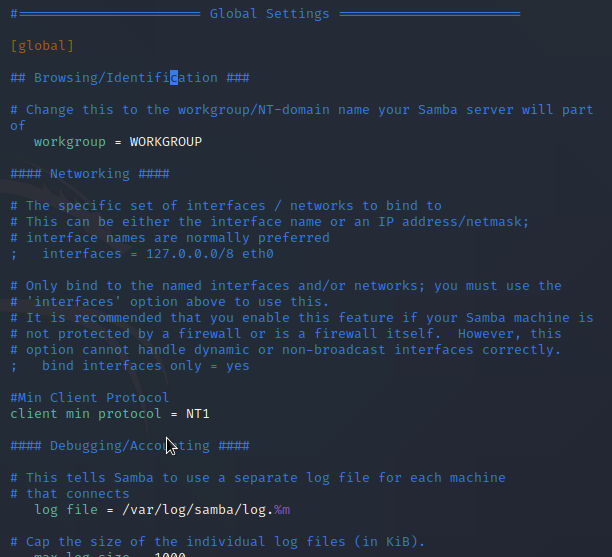 #======================= Global Settings =======================
[global]
## Browsing/Identification ###
# Change this to the workgroup/NT-domain name your Samba server will part
of
workgroup = WORKGROUP
#### Networking ####
# The specific set of interfaces / networks to bind to
# This can be either the interface name or an IP address/netmask;
# interface names are normally preferred
;   interfaces = 127.0.0.0/8 eth0
# Only bind to the named interfaces and/or networks; you must use the
# 'interfaces' option above to use this.
# It is recommended that you enable this feature if your Samba machine is
# not protected by a firewall or is a firewall itself.  However, this
# option cannot handle dynamic or non-broadcast interfaces correctly.
;   bind interfaces only = yes
#Min Client Protocol
client min protocol = NT1
#### Debugging/Accounting ####
# This tells Samba to use a separate log file for each machine
# that connects
log file = /var/log/samba/log.%m
# Cap the size of the individual log files (in KiB).
max log size = 1000